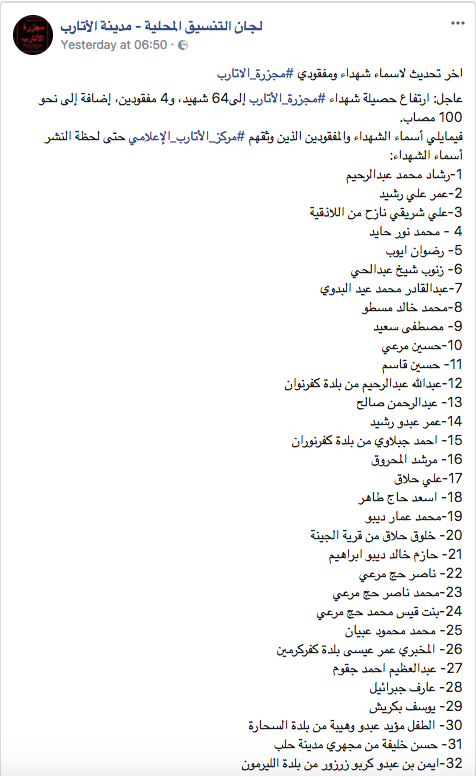 لجان التنسيق المحلية - مدينة الأتارب
Yesterday at 06:50
مجزرة الأتارب
اخر تحديث لاسماء شهداء ومفقودي #مجزرة_الاتارب
عاجل: ارتفاع حصيلة شهداء #مجزرة_الأتارب إلى64 شهيد، و4 مفقودين، إضافة إلى نحو
100 مصاب.
فيمايلي أسماء الشهداء والمفقودين الذين وثقهم #مركز_الأتارب_الإعلامي حتى لحظة النشر
أسماء الشهداء:
1-رشاد محمد عبدالرحيم
2-عمر علي رشيد
3-علي شريقي نازح من اللاذقية
4 - محمد نور حايد
5- رضوان ايوب
6- زنوب شيخ عبدالحي
7-عبدالقادر محمد عيد البدوي
8-محمد خالد مسطو
9- مصطفى سعيد
10-حسين مرعي
11- حسين قاسم
12-عبدالله عبدالرحيم من بلدة كفرنوان
13- عبدالرحمن صالح
14-عمر عبدو رشيد
15- احمد جبلاوي من بلدة كفرنوران
16- مرشد المحروق
17-علي حلاق
18- اسعد حاج طاهر
19-محمد عمار ديبو
20- خلوق حلاق من قرية الجينة
21- حازم خالد ديبو ابراهيم
22- ناصر حج مرعي
23-محمد ناصر حج مرعي
24-بنت قيس محمد حج مرعي
25- محمد محمود عبيان
26- المخبري عمر عيسى بلدة كفركرمين
27- عبدالعظيم احمد جقوم
28- عارف جبرائيل
29- يوسف بكريش
30- الطفل مؤيد عبدو وهيبة من بلدة السحارة
31- حسن خليفة من مجهري مدينة حلب
32-ايمن بن عبدو كربو زرزور من بلدة الليرمون